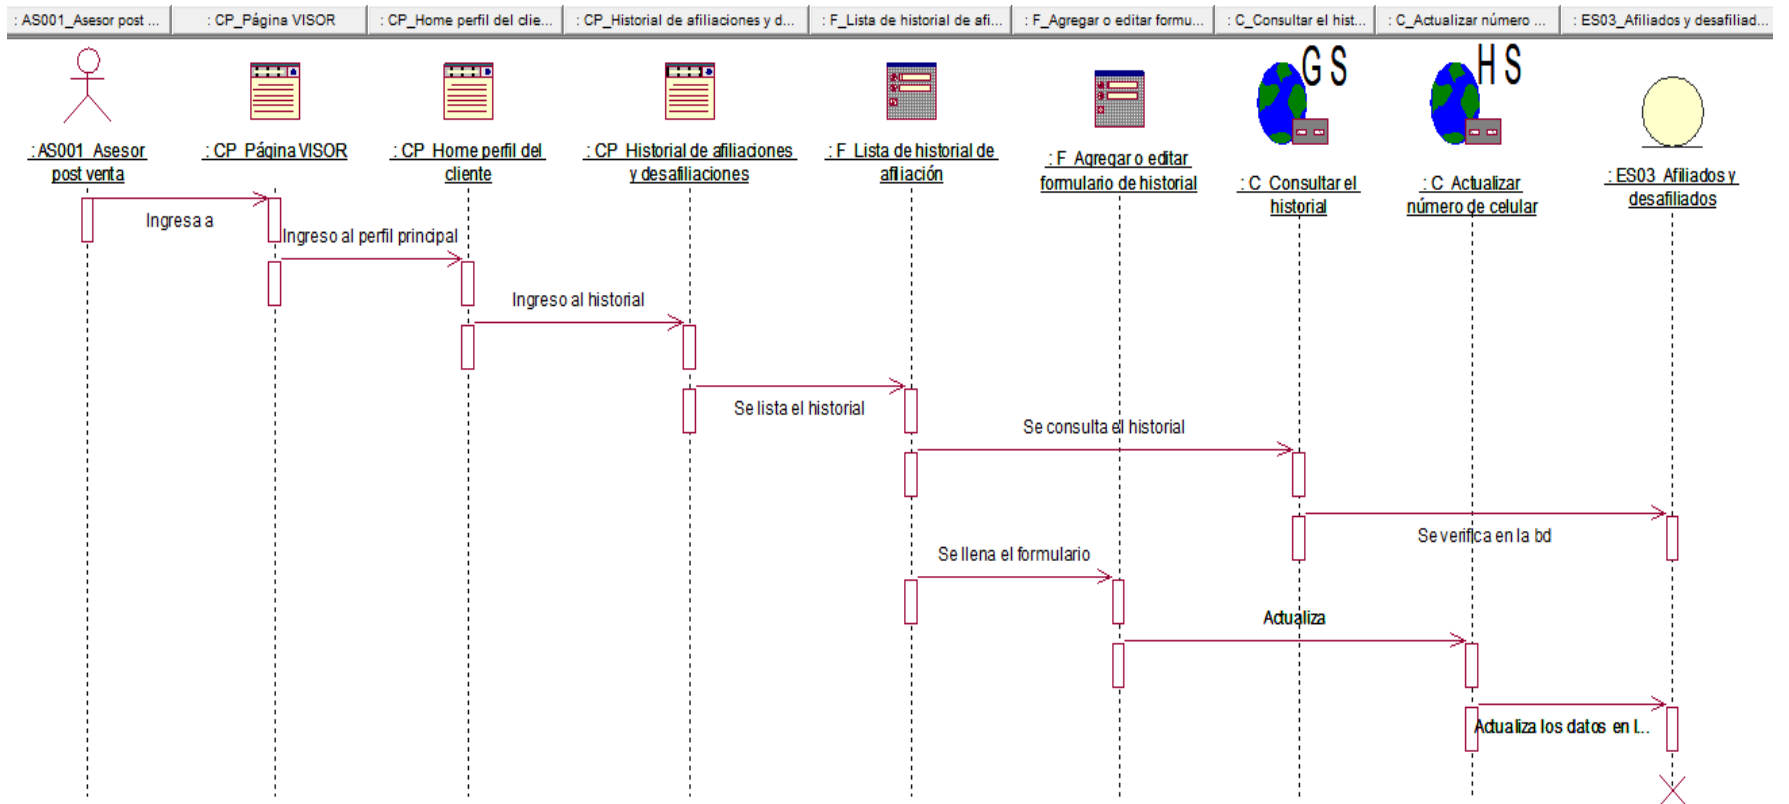 : AS001_Asesor post ...
: CP_Página VISOR
: CP_Home perfil del clie...
: CP_Historial de afiliaciones y d...
: F_Lista de historial de afi...
: F_Agregar o editar formu...
: C_Consultar el hist...
: C_Actualizar número ...
: ES03_Afiliados y desafiliad...
GS
HS
: AS001_Asesor
post venta
: CP_Página VISOR
: CP_Home perfil del
cliente
: CP_Historial de afiliaciones
y desafiliaciones
: F_Lista de historial de
afiliación
: F_Agregar o editar
formulario de historial
: C_Consultar el
historial
: C_Actualizar
número de celular
: ES03_Afiliados y
desafiliados
Ingresa a
Ingreso al perfil principal
Ingreso al historial
Se lista el historial
Se consulta el historial
Se verifica en la bd
Se llena el formulario
Actualiza
Actualiza los datos en l...